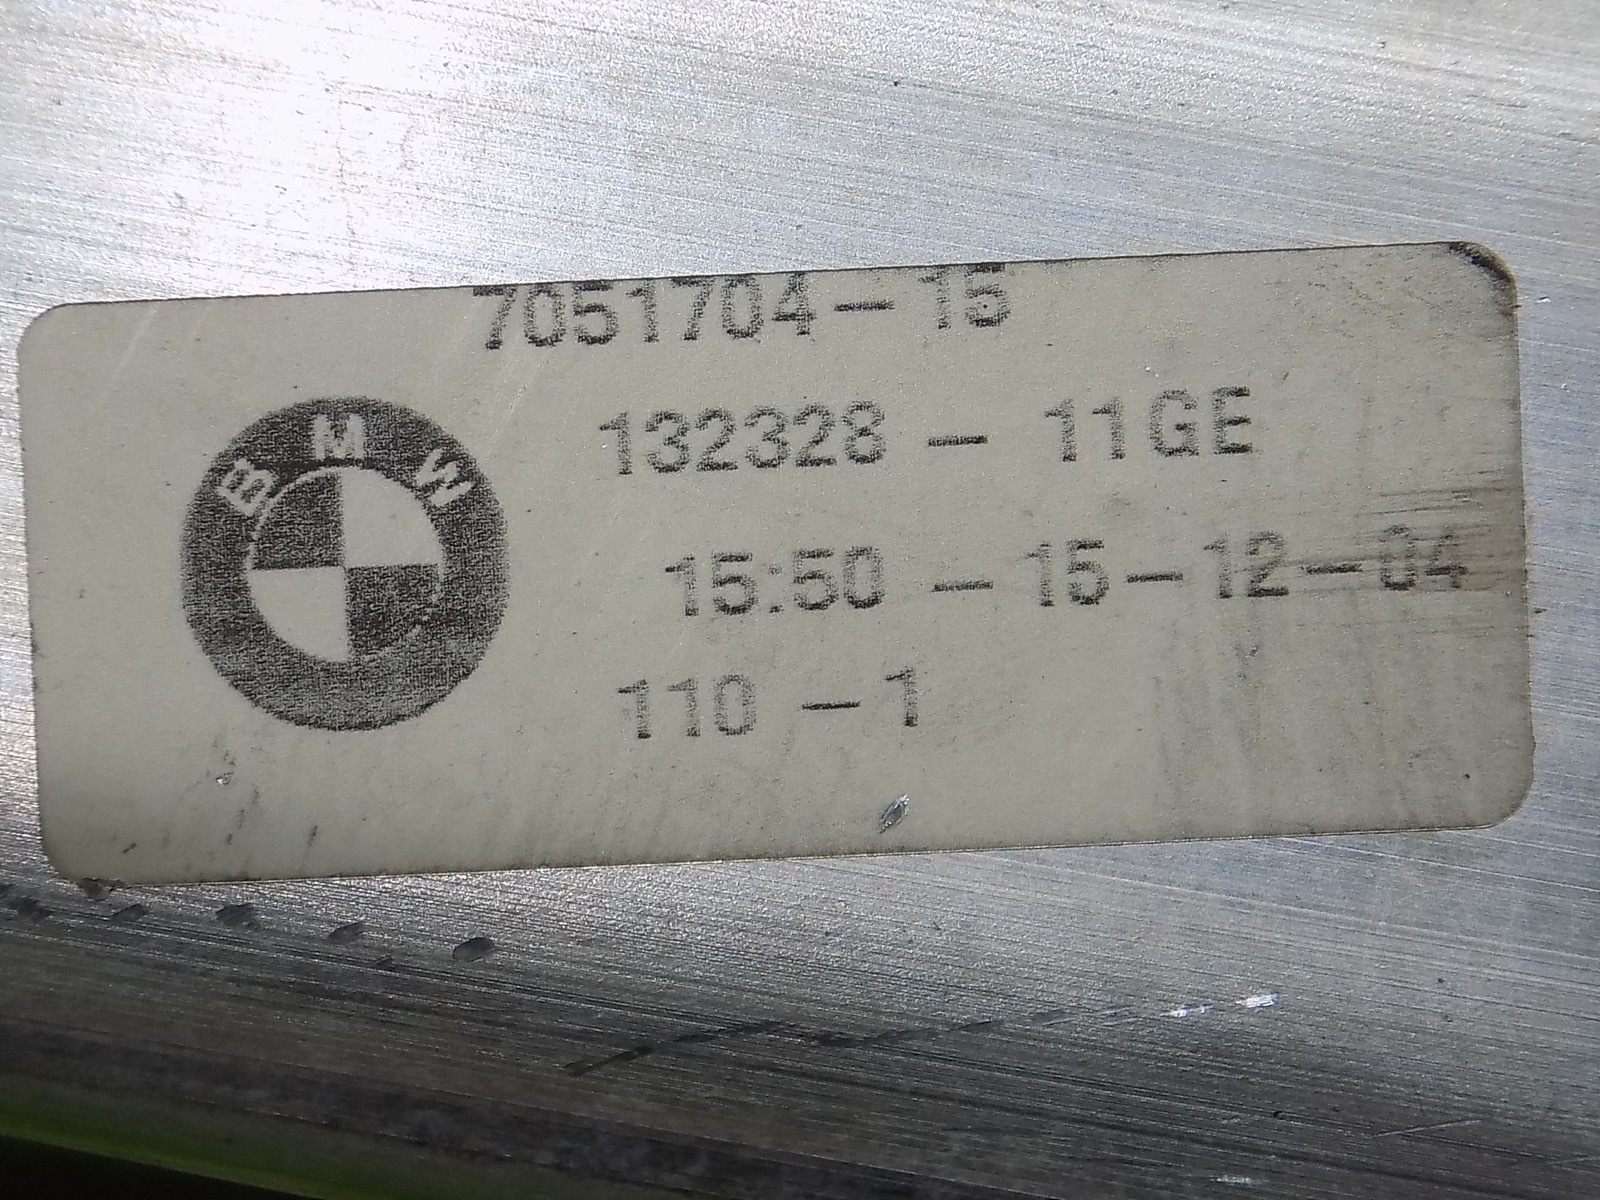 7051704-15
BMW
132328 - 11GE
15:50 - 15-12-04
110 - 1